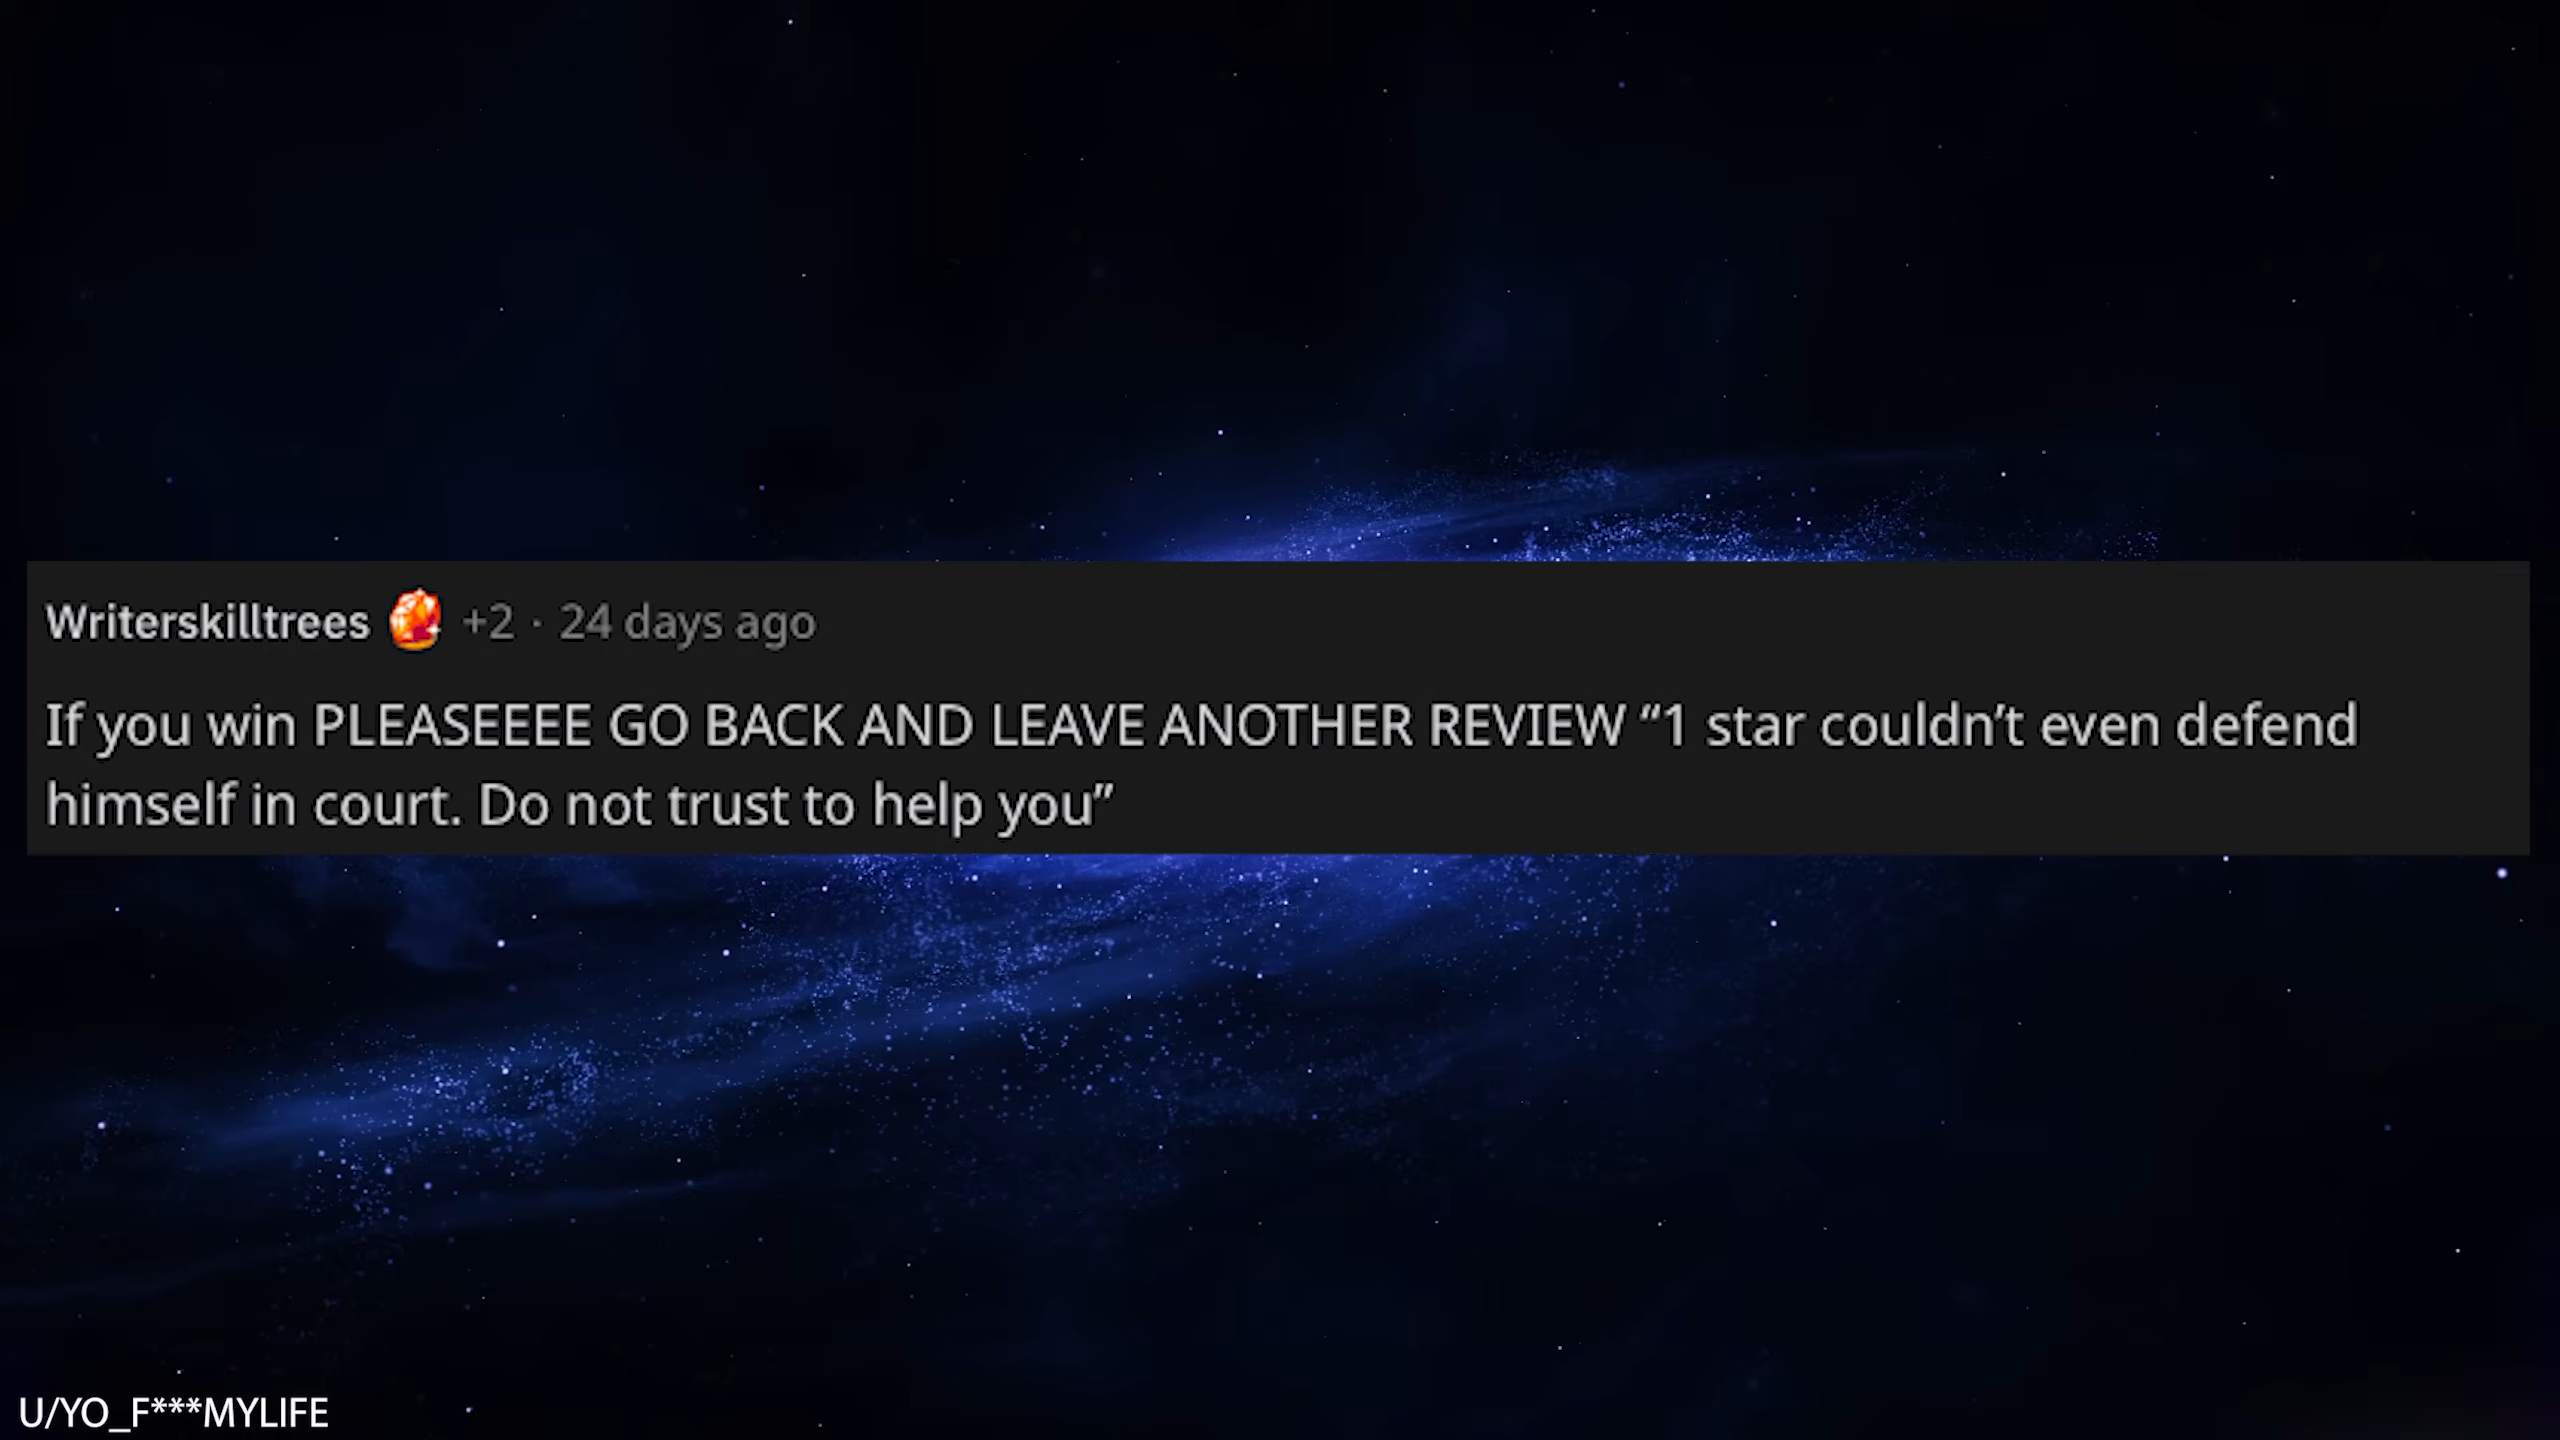 Writerskilltrees +2 · 24 days ago
If you win PLEASEEEE GO BACK AND LEAVE ANOTHER REVIEW “1 star couldn’t even defend
himself in court. Do not trust to help you”
U/YO_F***MYLIFE